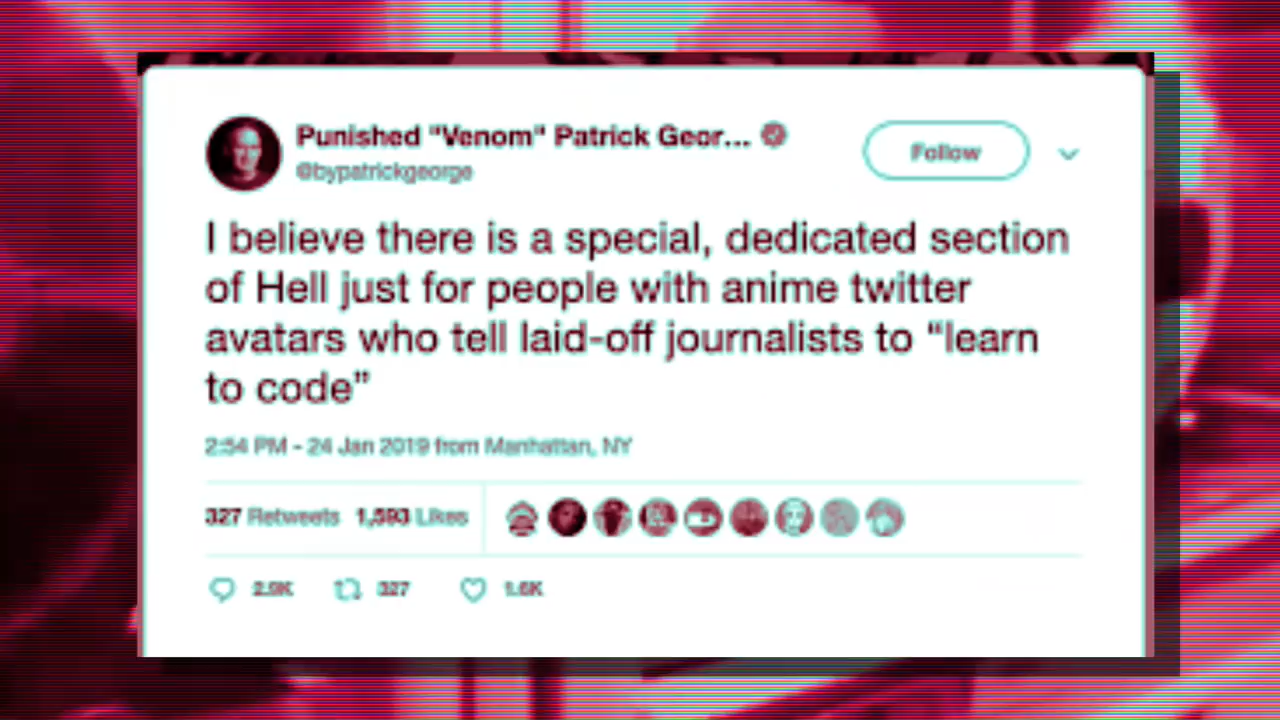 Punished "Venom" Patrick Geor...
@bypatrickgeorge
Follow
I believe there is a special, dedicated section
of Hell just for people with anime twitter
avatars who tell laid-off journalists to “learn
to code”
2:54 PM - 24 Jan 2019 from Manhattan, NY
327 Retweets 1,593 Likes
2.9K 327 1.6K